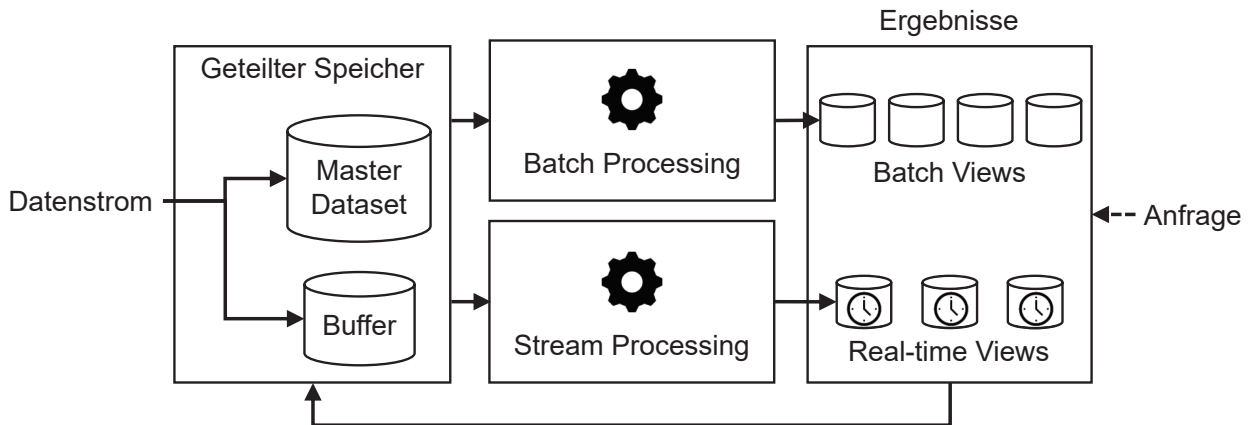 Ergebnisse
Geteilter Speicher
Master
Dataset
Batch Processing
Batch Views
Datenstrom
Anfrage
Buffer
Stream Processing
Real-time Views